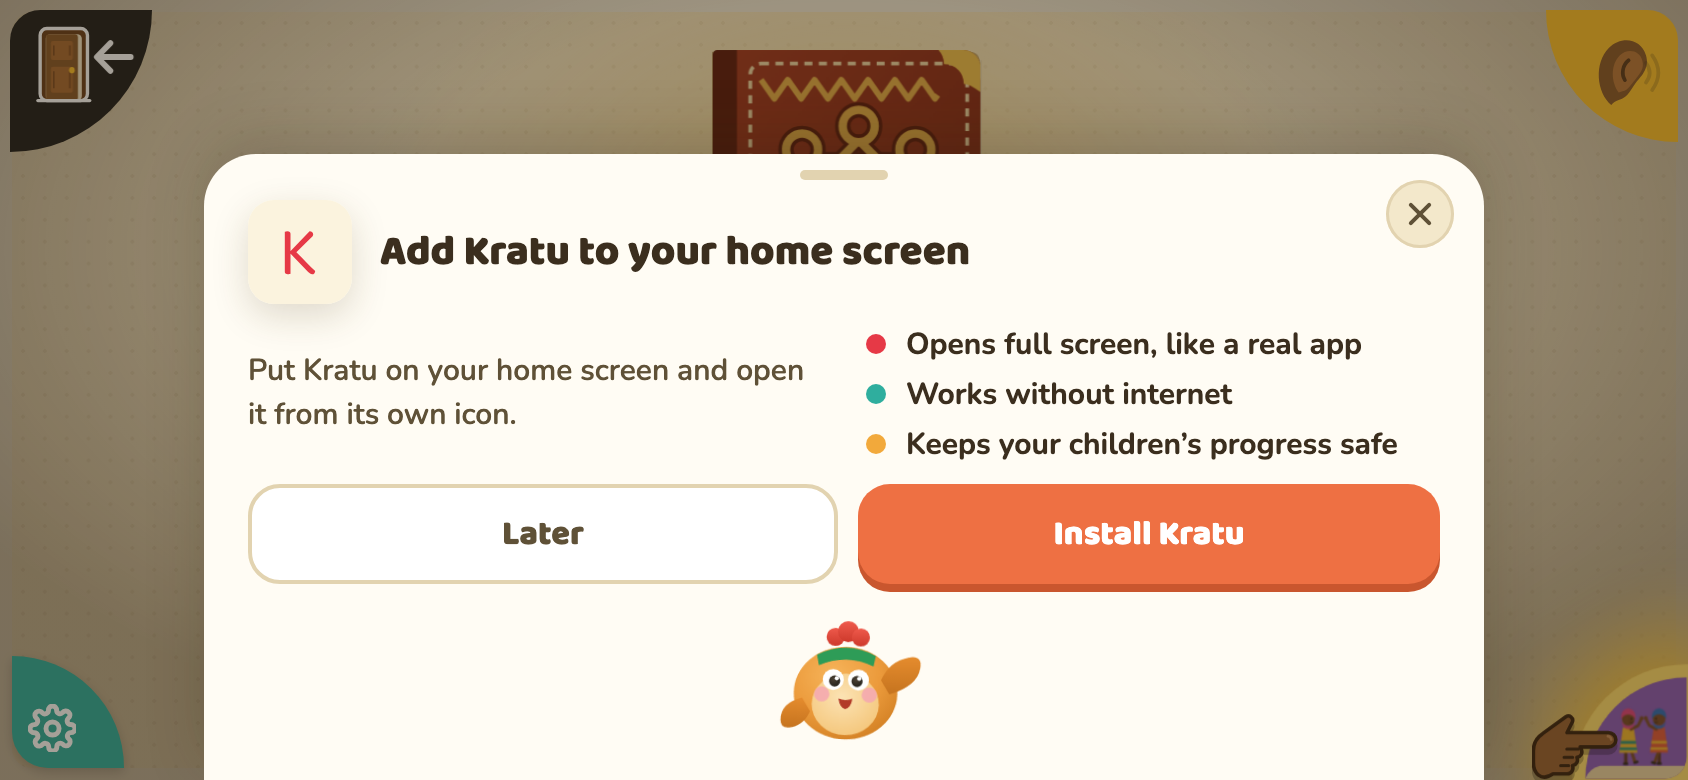 K
Add Kratu to your home screen
Put Kratu on your home screen and open
it from its own icon.
Opens full screen, like a real app
Works without internet
Keeps your children’s progress safe
Later
Install Kratu